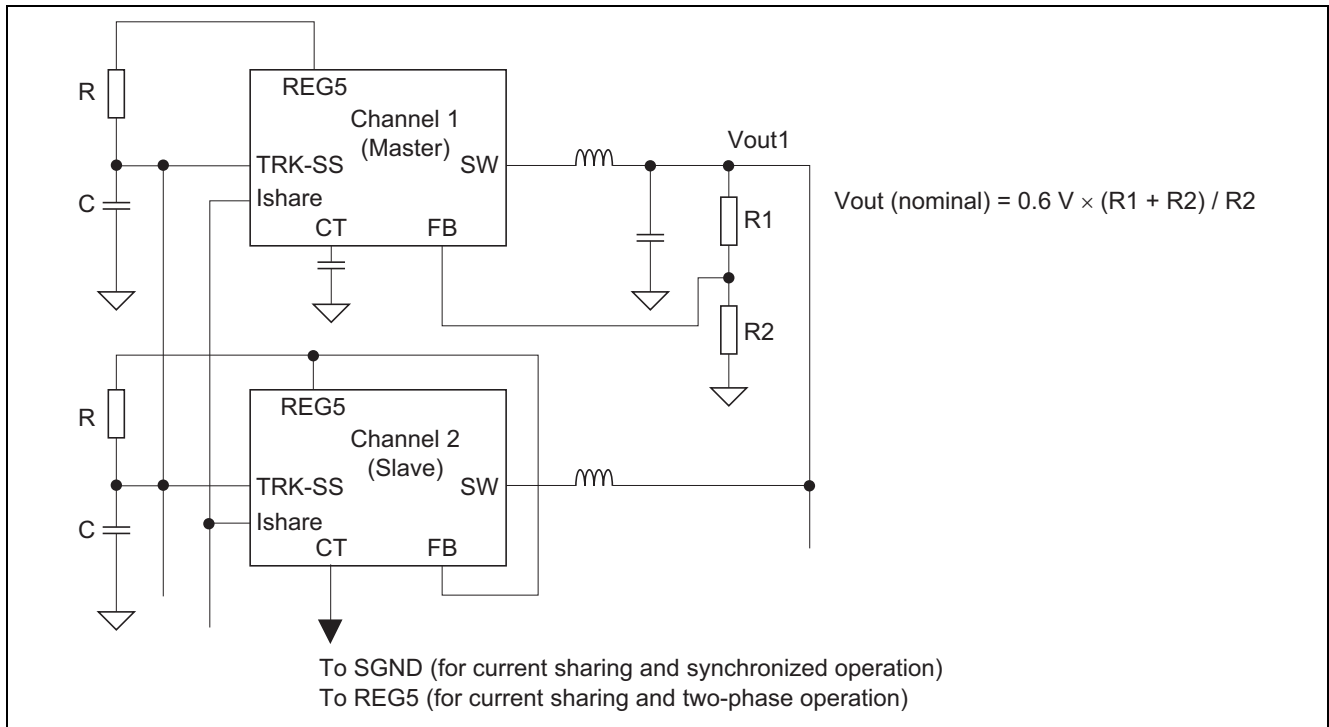 REG5
R
Channel 1
(Master)
Vout1
TRK-SS
SW
Ishare
C
Vout (nominal) = 0.6 V × (R1 + R2) / R2
R1
CT
FB
R2
R
REG5
Channel 2
(Slave)
TRK-SS
SW
Ishare
C
CT
FB
To SGND (for current sharing and synchronized operation)
To REG5 (for current sharing and two-phase operation)